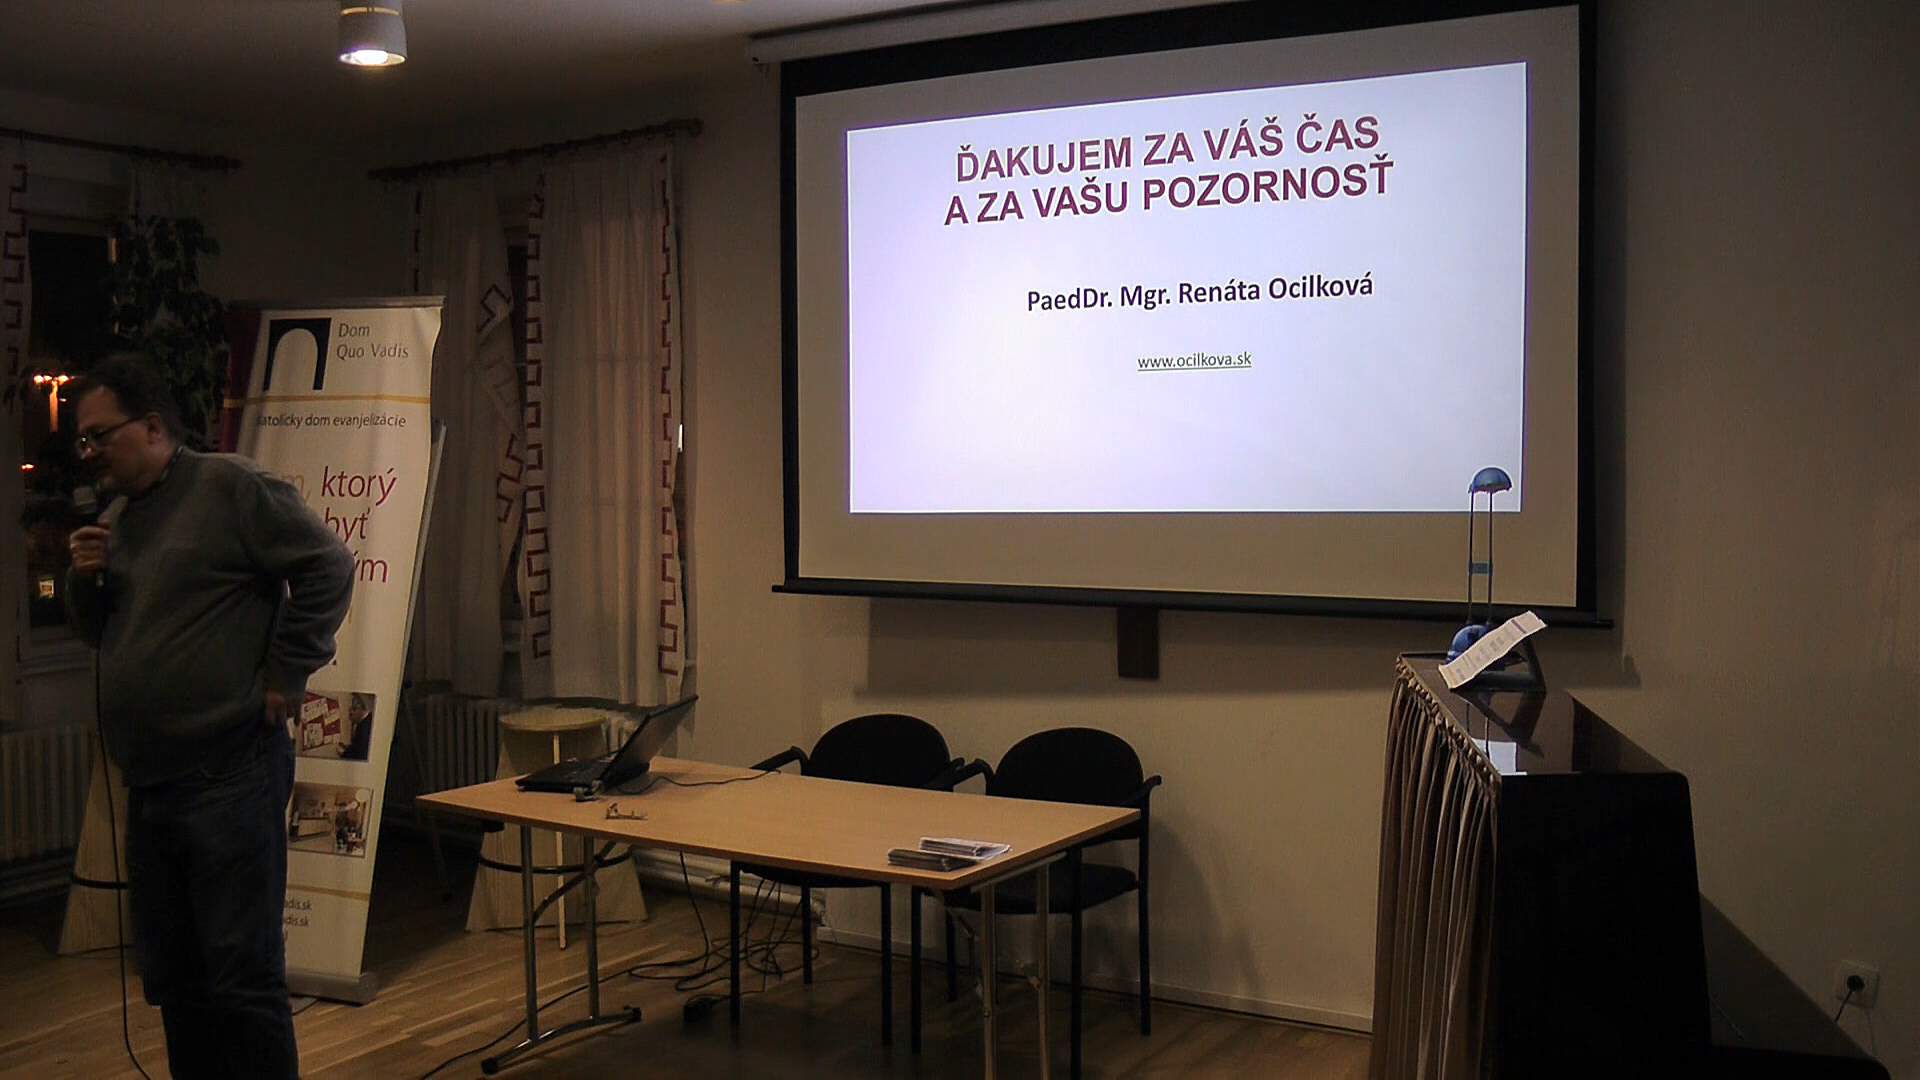 ĎAKUJEM ZA VÁŠ ČAS
A ZA VAŠU POZORNOSŤ
PaedDr. Mgr. Renáta Ocilková
www.ocilkova.sk
Dom
Quo Vadis
katolícky dom evanjelizácie
ktorý
byť